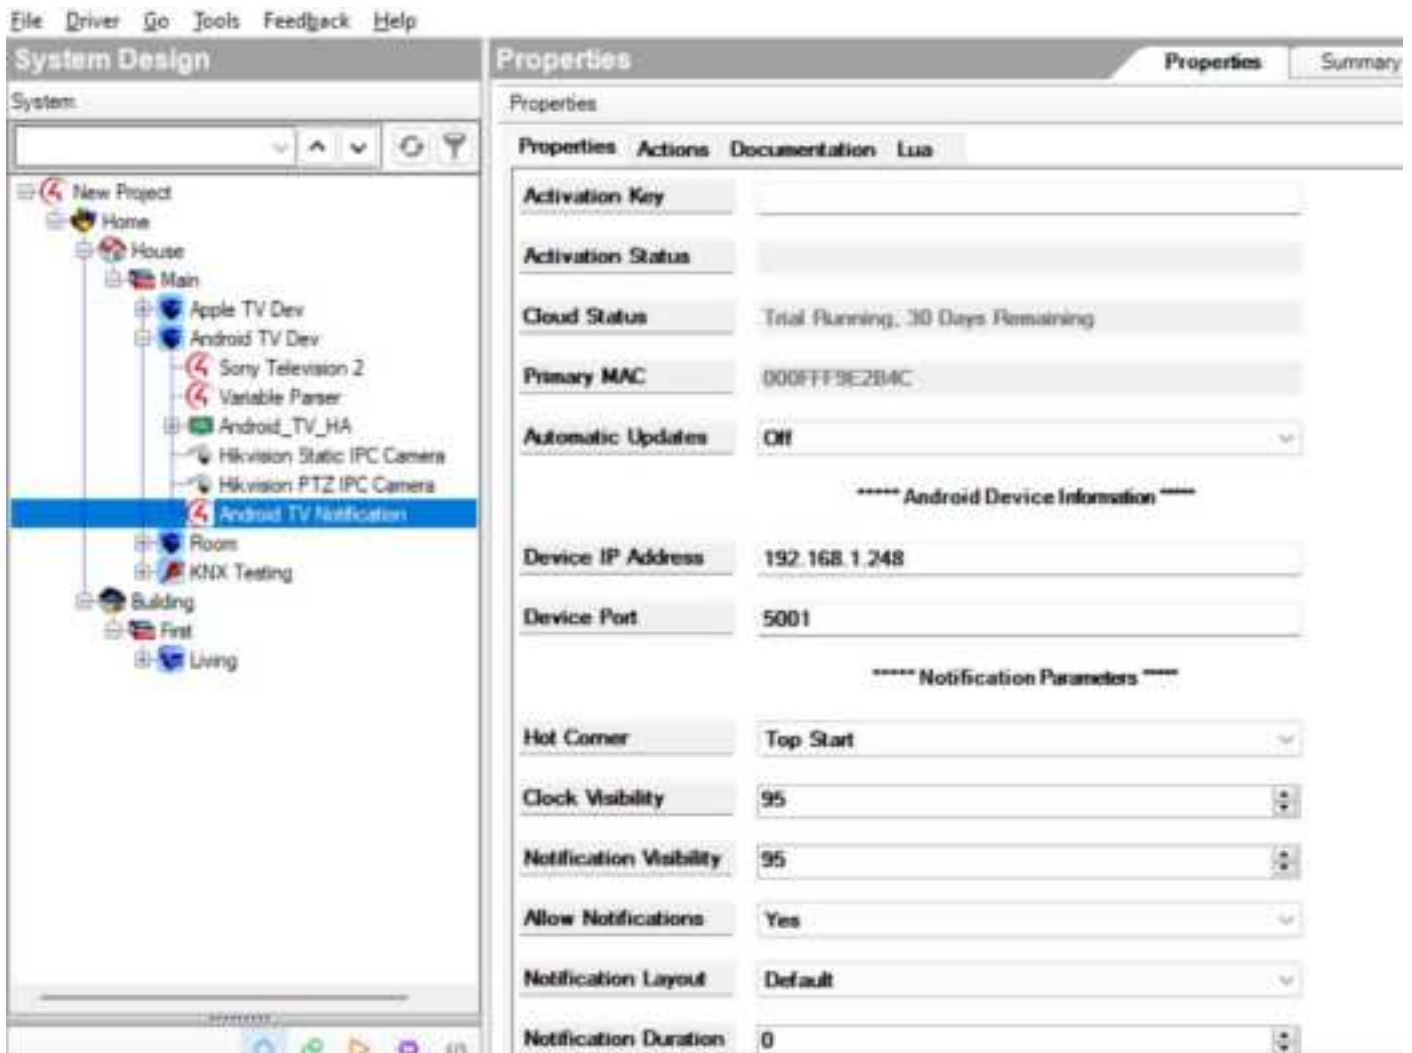 File Driver Go Tools Feedback Help
System Design
System
New Project
Home
House
Main
Apple TV Dev
Android TV Dev
Sony Television 2
Variable Parser
Android_TV_HA
Hikvision Static IPC Camera
Hikvision PTZ IPC Camera
Android TV Notification
Room
KNX Testing
Building
First
Living
Properties
Properties Summary
Properties
Properties Actions Documentation Lua
Activation Key
Activation Status
Cloud Status Trial Running, 30 Days Remaining
Primary MAC 000FFF9E2B4C
Automatic Updates Off
***** Android Device Information *****
Device IP Address 192.168.1.248
Device Port 5001
***** Notification Parameters *****
Hot Corner Top Start
Clock Visibility 95
Notification Visibility 95
Allow Notifications Yes
Notification Layout Default
Notification Duration 0